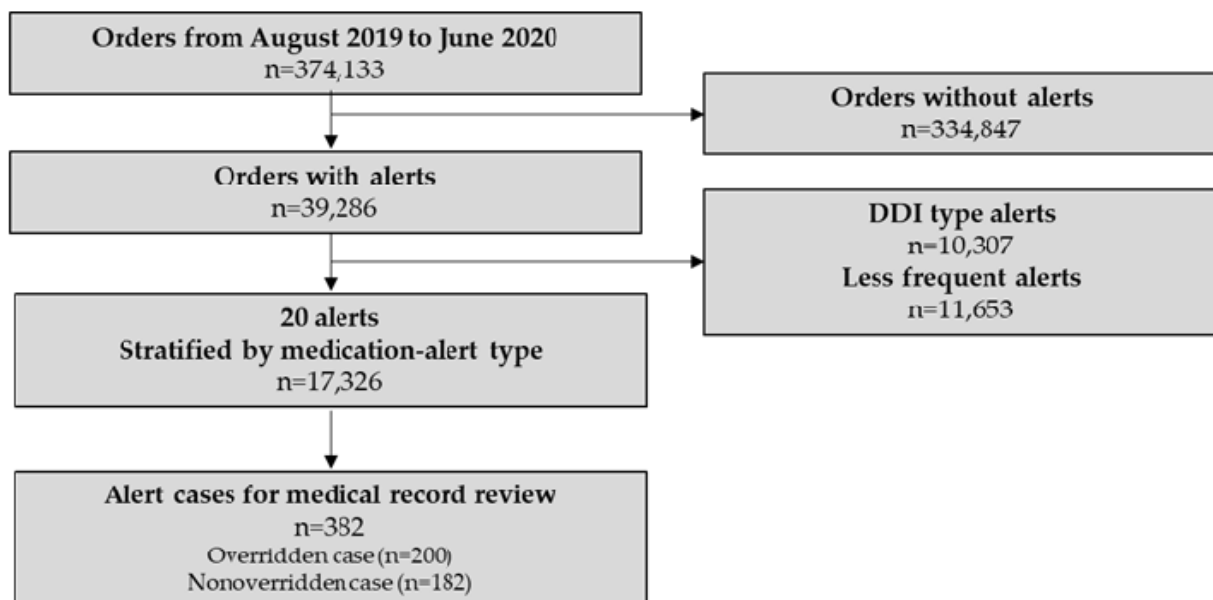 Orders from August 2019 to June 2020
n=374,133
Orders without alerts
n=334,847
Orders with alerts
n=39,286
DDI type alerts
n=10,307
Less frequent alerts
n=11,653
20 alerts
Stratified by medication-alert type
n=17,326
Alert cases for medical record review
n=382
Overridden case (n=200)
Nonoverridden case (n=182)